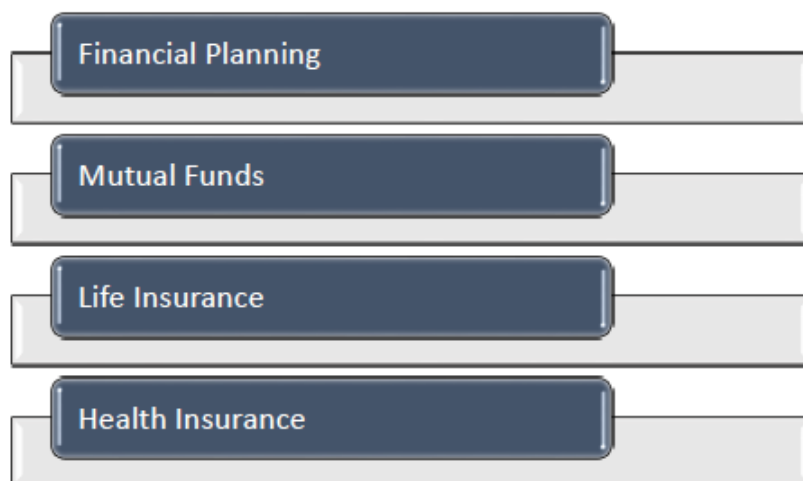 Financial Planning
Mutual Funds
Life Insurance
Health Insurance